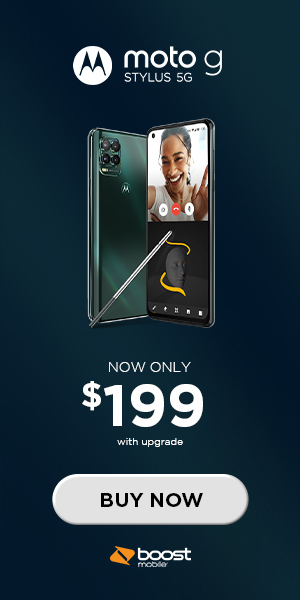 moto g
STYLUS 5G
NOW ONLY
$199
with upgrade
BUY NOW
boost
mobile